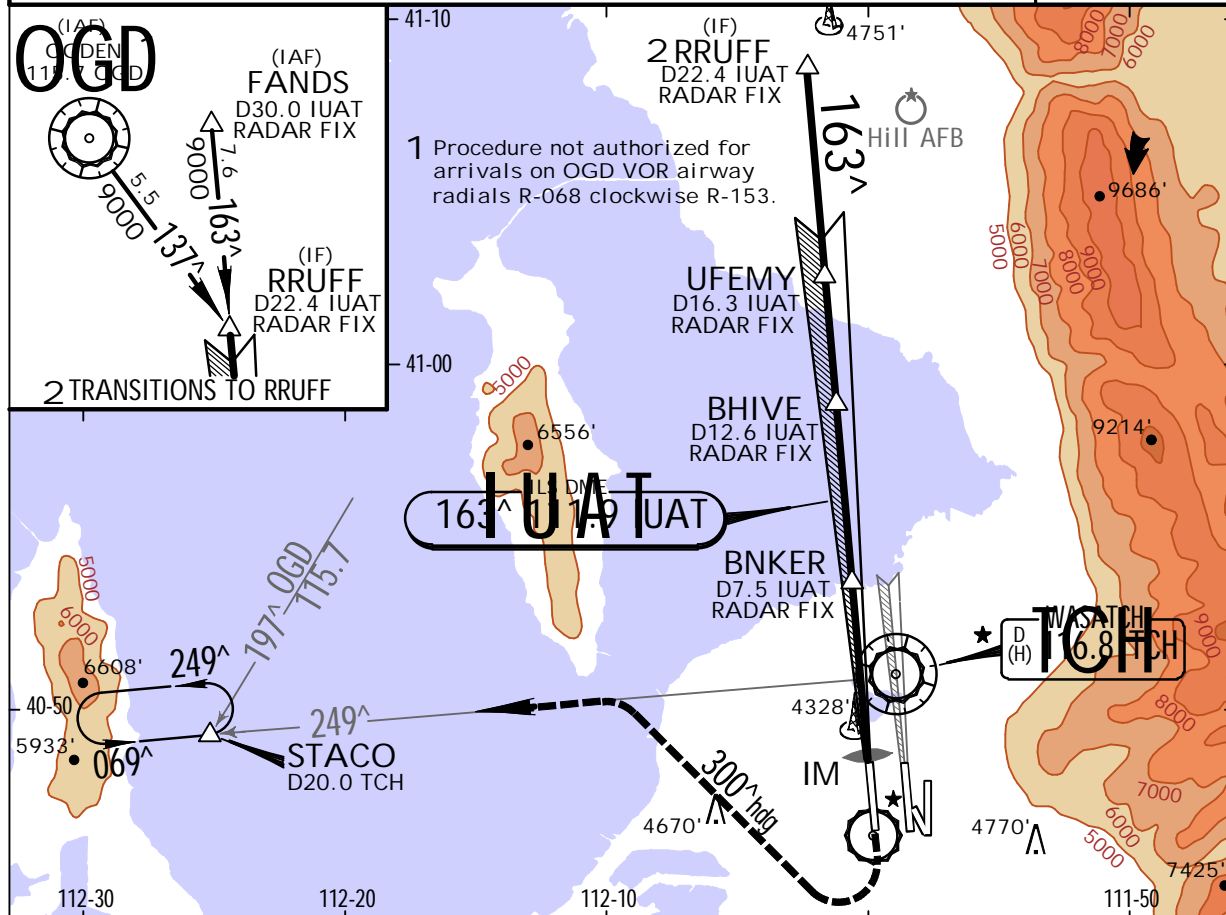 (IAF)
OGDEN
115.7 OGD
OGD
(IAF)
FANDS
D30.0 IUAT
RADAR FIX
7.6
9000
163^
5.5
9000
137^
(IF)
RRUFF
D22.4 IUAT
RADAR FIX
2 TRANSITIONS TO RRUFF
41-10
(IF)
2 RRUFF
D22.4 IUAT
RADAR FIX
4751'
163^
Hill AFB
1 Procedure not authorized for
arrivals on OGD VOR airway
radials R-068 clockwise R-153.
8000
7000
6000
9686'
5000
6000
7000
8000
9000
UFEMY
D16.3 IUAT
RADAR FIX
41-00
5000
6556'
BHIVE
D12.6 IUAT
RADAR FIX
9214'
ILS DME
163^ 111.9 IUAT
IUAT
BNKER
D7.5 IUAT
RADAR FIX
197^ OGD
115.7
5000
6000
6608'
249^
WASATCH
D
(H)
116.8 TCH
TCH
9000
40-50
5933'
069^
249^
STACO
D20.0 TCH
4328'
8000
IM
300^ hdg
4670'
N
4770'
7000
6000
5000
7425'
112-30
112-20
112-10
111-50